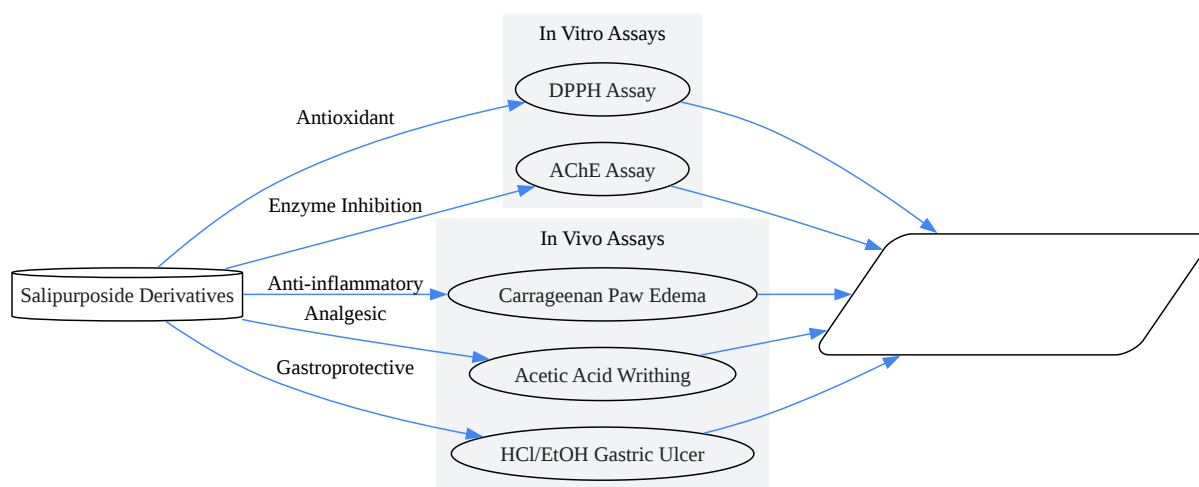 In Vitro Assays
DPPH Assay
Antioxidant
AChE Assay
Enzyme Inhibition
In Vivo Assays
Anti-inflammatory
Salipurposide Derivatives
Carrageenan Paw Edema
Analgesic
Gastroprotective
Acetic Acid Writhing
HCl/EtOH Gastric Ulcer